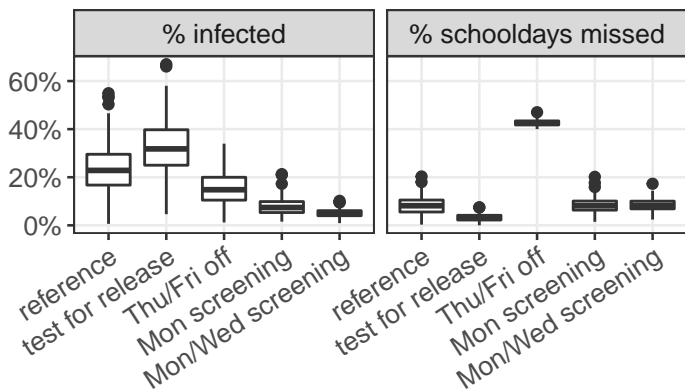 % infected
% schooldays missed
60%
40%
20%
0%
reference
test for release
Thu/Fri off
Mon screening
Mon/Wed screening
reference
test for release
Thu/Fri off
Mon screening
Mon/Wed screening